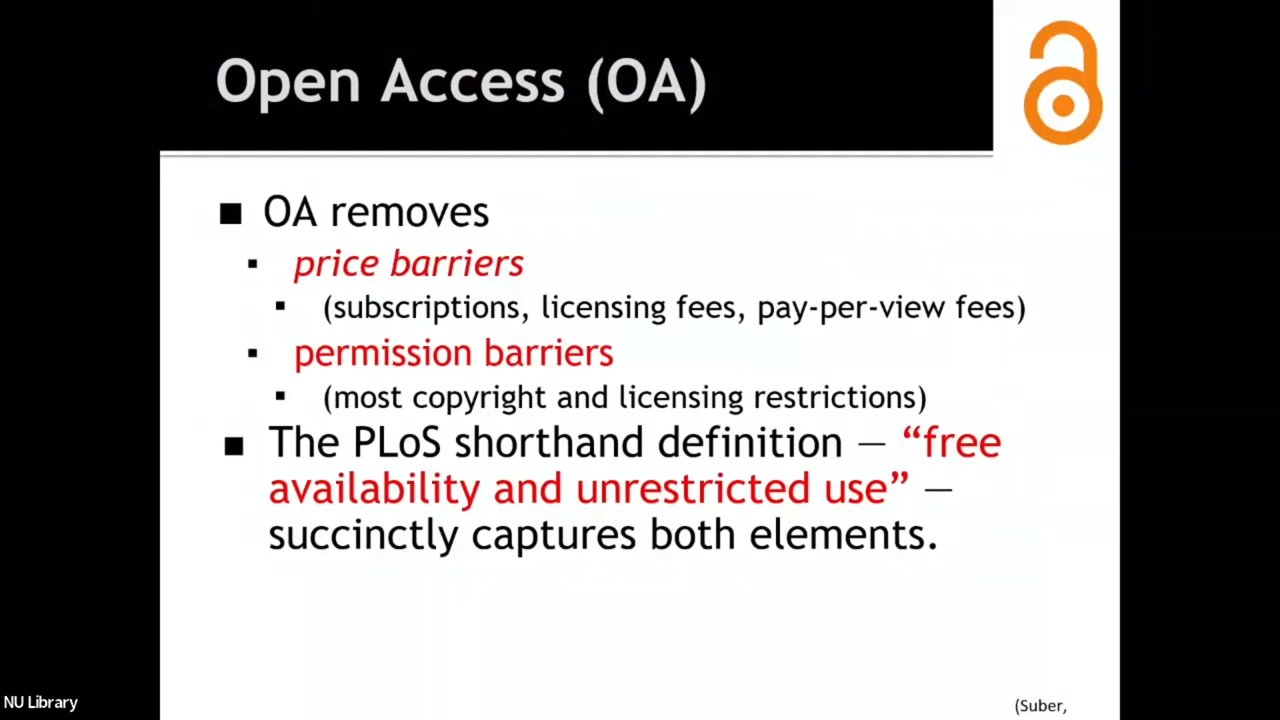 Open Access (OA)
■ OA removes
▪ price barriers
▪ (subscriptions, licensing fees, pay-per-view fees)
▪ permission barriers
▪ (most copyright and licensing restrictions)
■ The PLoS shorthand definition — “free
availability and unrestricted use” —
succinctly captures both elements.
(Suber,
NU Library